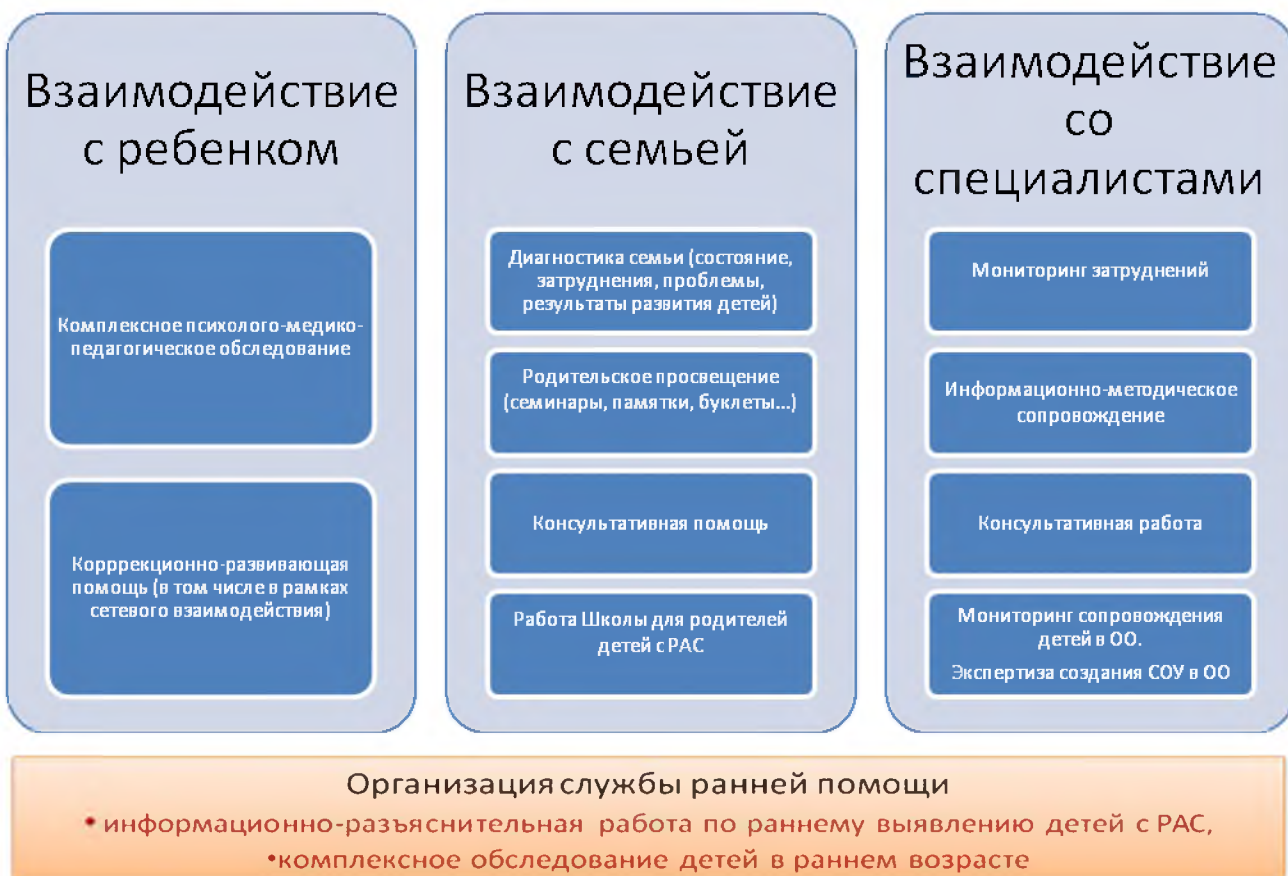 Взаимодействие
с ребенком
Комплексное психолого-медико-
педагогическое обследование
Корррекционно-развивающая
помощь (в том числе в рамках
сетевого взаимодействия)
Взаимодействие
с семьей
Диагностика семьи (состояние,
затруднения, проблемы,
результаты развития детей)
Родительское просвещение
(семинары, памятки, буклеты...)
Консультативная помощь
Работа Школы для родителей
детей с РАС
Взаимодействие
со
специалистами
Мониторинг затруднений
Информационно-методическое
сопровождение
Консультативная работа
Мониторинг сопровождения
детей в ОО.
Экспертиза создания СОУ в ОО
Организация службы ранней помощи
• информационно-разъяснительная работа по раннему выявлению детей с РАС,
•комплексное обследование детей в раннем возрасте